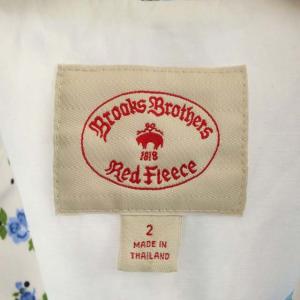 Brooks Brothers
1818
Red Fleece
2
MADE IN
THAILAND